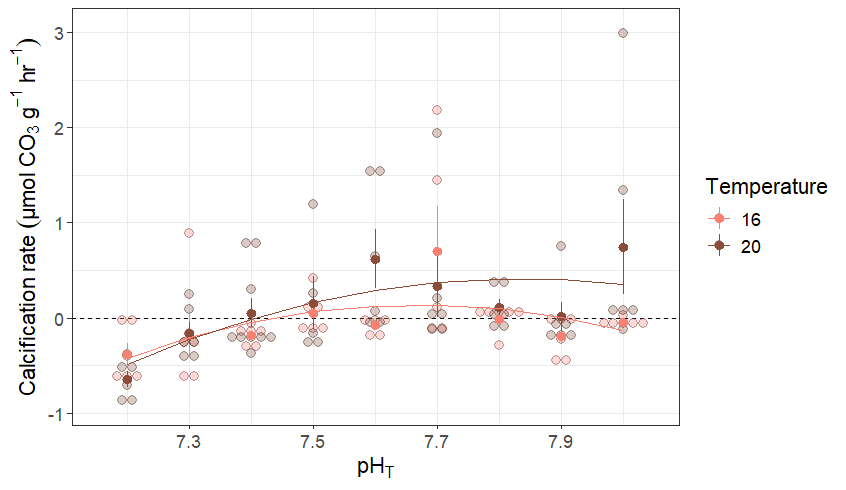 Calcification rate (μmol CO₃ g⁻¹ hr⁻¹)
3
2
1
0
-1
7.3 7.5 7.7 7.9
pH_T
Temperature
16
20